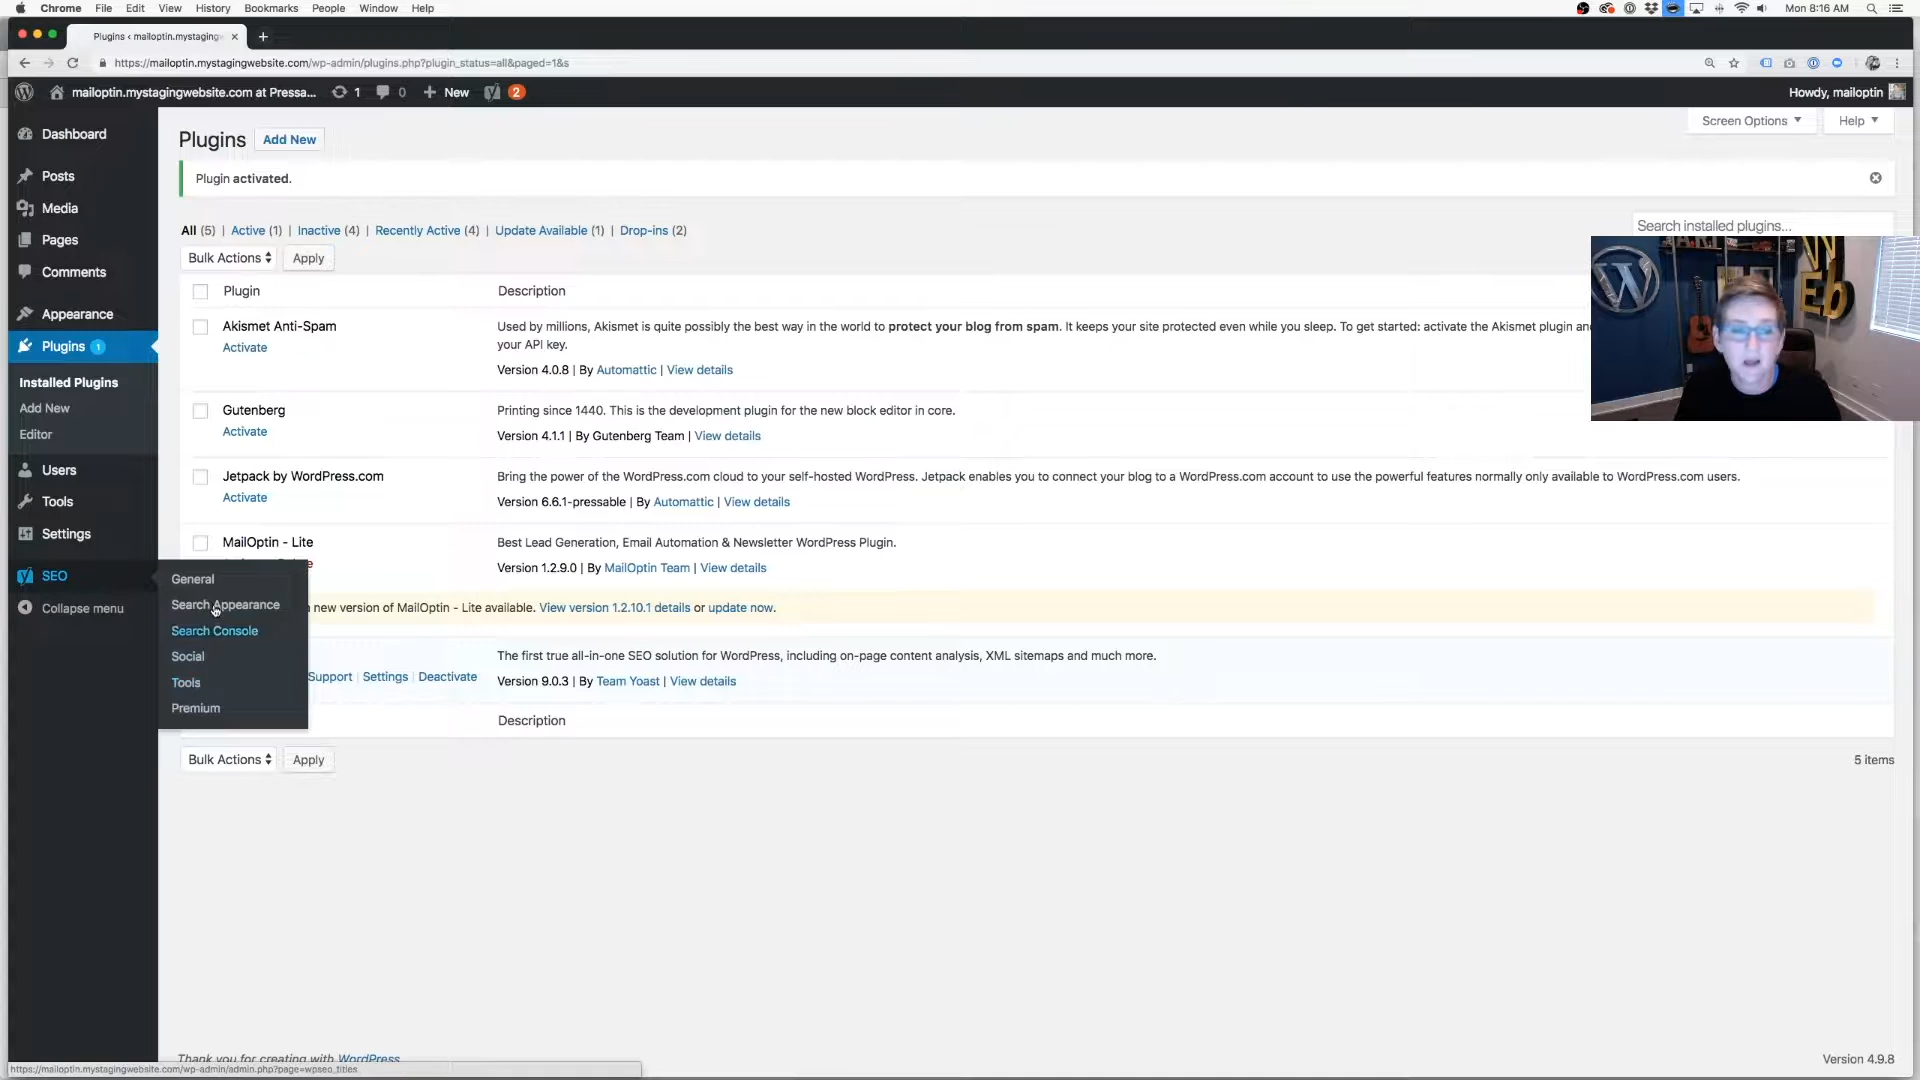 Chrome File Edit View History Bookmarks People Window Help Mon 8:16 AM
Plugins ‹ mailoptin.mystaging
https://mailoptin.mystagingwebsite.com/wp-admin/plugins.php?plugin_status=all&paged=1&s
mailoptin.mystagingwebsite.com at Pressa... 1 0 + New 2 Howdy, mailoptin
Screen Options Help
Dashboard
Posts
Media
Pages
Comments
Appearance
Plugins 1
Installed Plugins
Add New
Editor
Users
Tools
Settings
SEO
Collapse menu
General
Search Appearance
Search Console
Social
Tools
Premium
Plugins Add New
Plugin activated.
All (5) | Active (1) | Inactive (4) | Recently Active (4) | Update Available (1) | Drop-ins (2)
Search installed plugins...
Bulk Actions Apply
Plugin Description
Akismet Anti-Spam
Activate
Used by millions, Akismet is quite possibly the best way in the world to protect your blog from spam. It keeps your site protected even while you sleep. To get started: activate the Akismet plugin and
your API key.
Version 4.0.8 | By Automattic | View details
Gutenberg
Activate
Printing since 1440. This is the development plugin for the new block editor in core.
Version 4.1.1 | By Gutenberg Team | View details
Jetpack by WordPress.com
Activate
Bring the power of the WordPress.com cloud to your self-hosted WordPress. Jetpack enables you to connect your blog to a WordPress.com account to use the powerful features normally only available to WordPress.com users.
Version 6.6.1-pressable | By Automattic | View details
MailOptin - Lite
Best Lead Generation, Email Automation & Newsletter WordPress Plugin.
Version 1.2.9.0 | By MailOptin Team | View details
new version of MailOptin - Lite available. View version 1.2.10.1 details or update now.
Support | Settings | Deactivate
The first true all-in-one SEO solution for WordPress, including on-page content analysis, XML sitemaps and much more.
Version 9.0.3 | By Team Yoast | View details
Description
Bulk Actions Apply
5 items
Thank you for creating with WordPress
Version 4.9.8
https://mailoptin.mystagingwebsite.com/wp-admin/admin.php?page=wpseo_titles